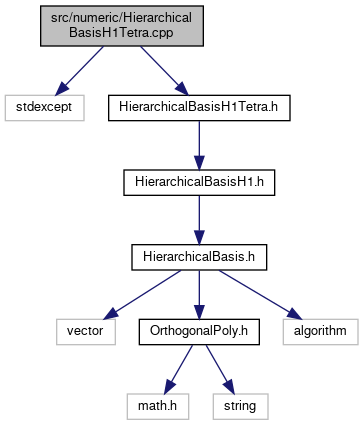 src/numeric/Hierarchical
BasisH1Tetra.cpp
stdexcept
HierarchicalBasisH1Tetra.h
HierarchicalBasisH1.h
HierarchicalBasis.h
vector
OrthogonalPoly.h
algorithm
math.h
string